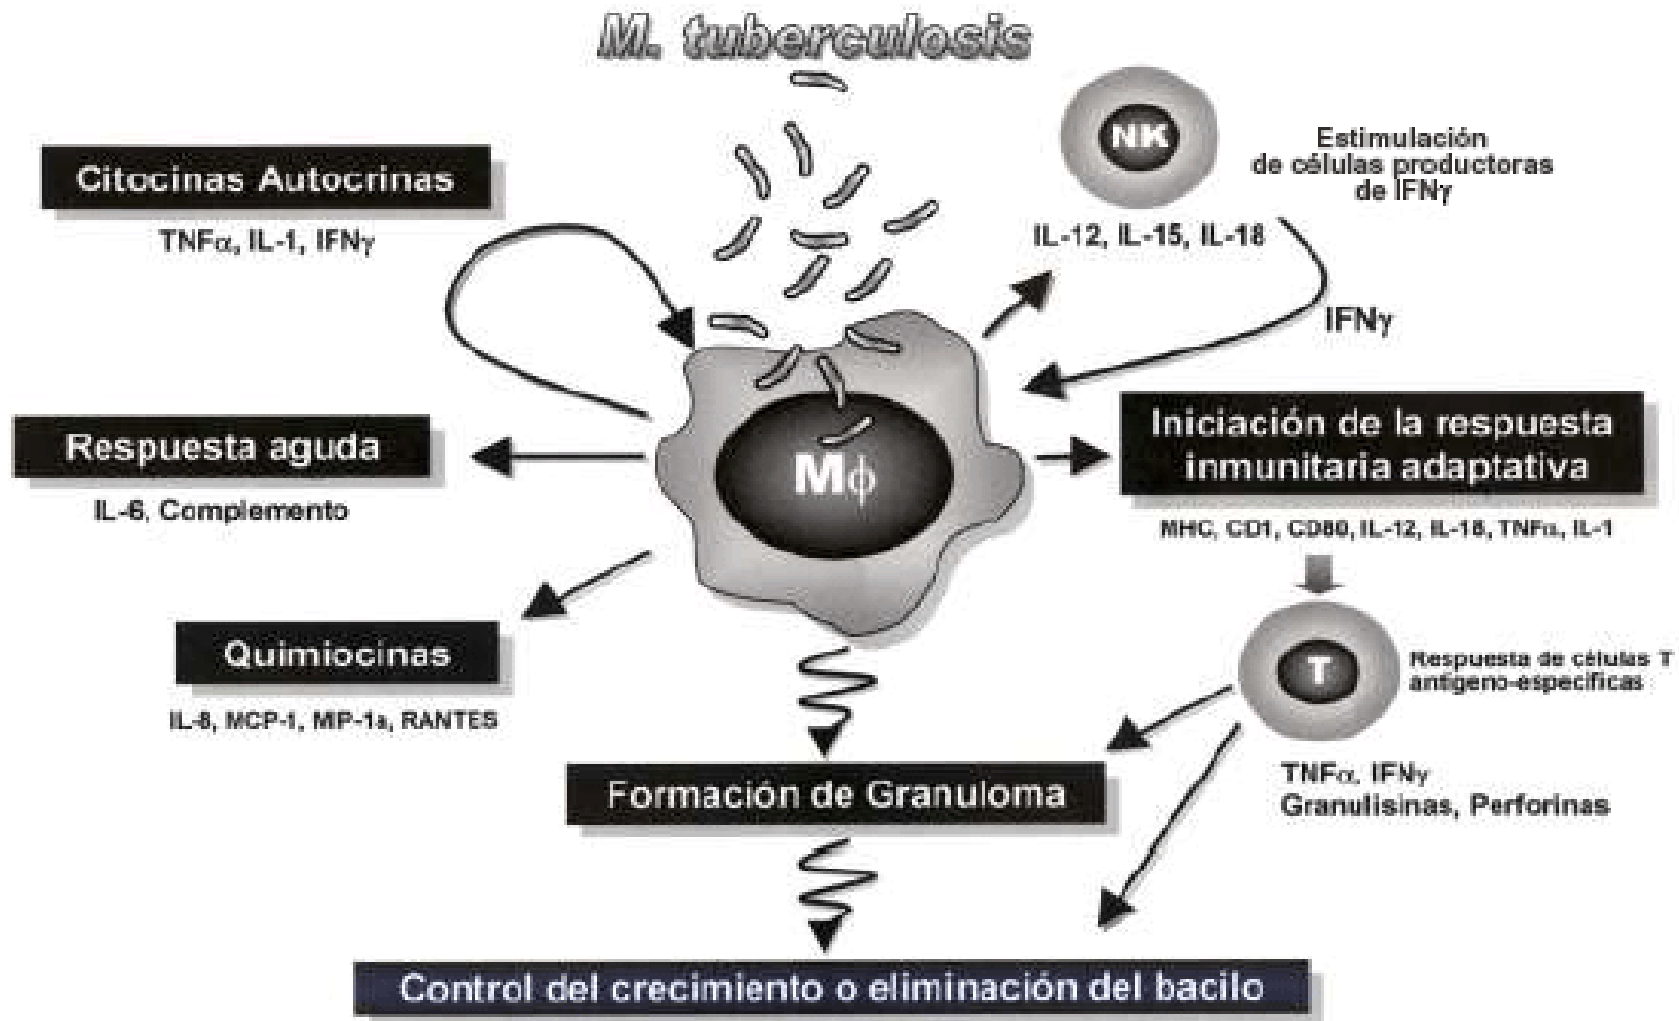 M. tuberculosis
NK
Estimulación
de células productoras
de IFNγ
IL-12, IL-15, IL-18
IFNγ
Citocinas Autocrinas
TNFα, IL-1, IFNγ
Respuesta aguda
IL-6, Complemento
Mϕ
Iniciación de la respuesta
inmunitaria adaptativa
MHC, CD1, CD80, IL-12, IL-18, TNFα, IL-1
Quimiocinas
IL-8, MCP-1, MIP-1a, RANTES
T
Respuesta de células T
antígeno-específicas
TNFα. IFNγ
Granulisinas, Perforinas
Formación de Granuloma
Control del crecimiento o eliminación del bacilo